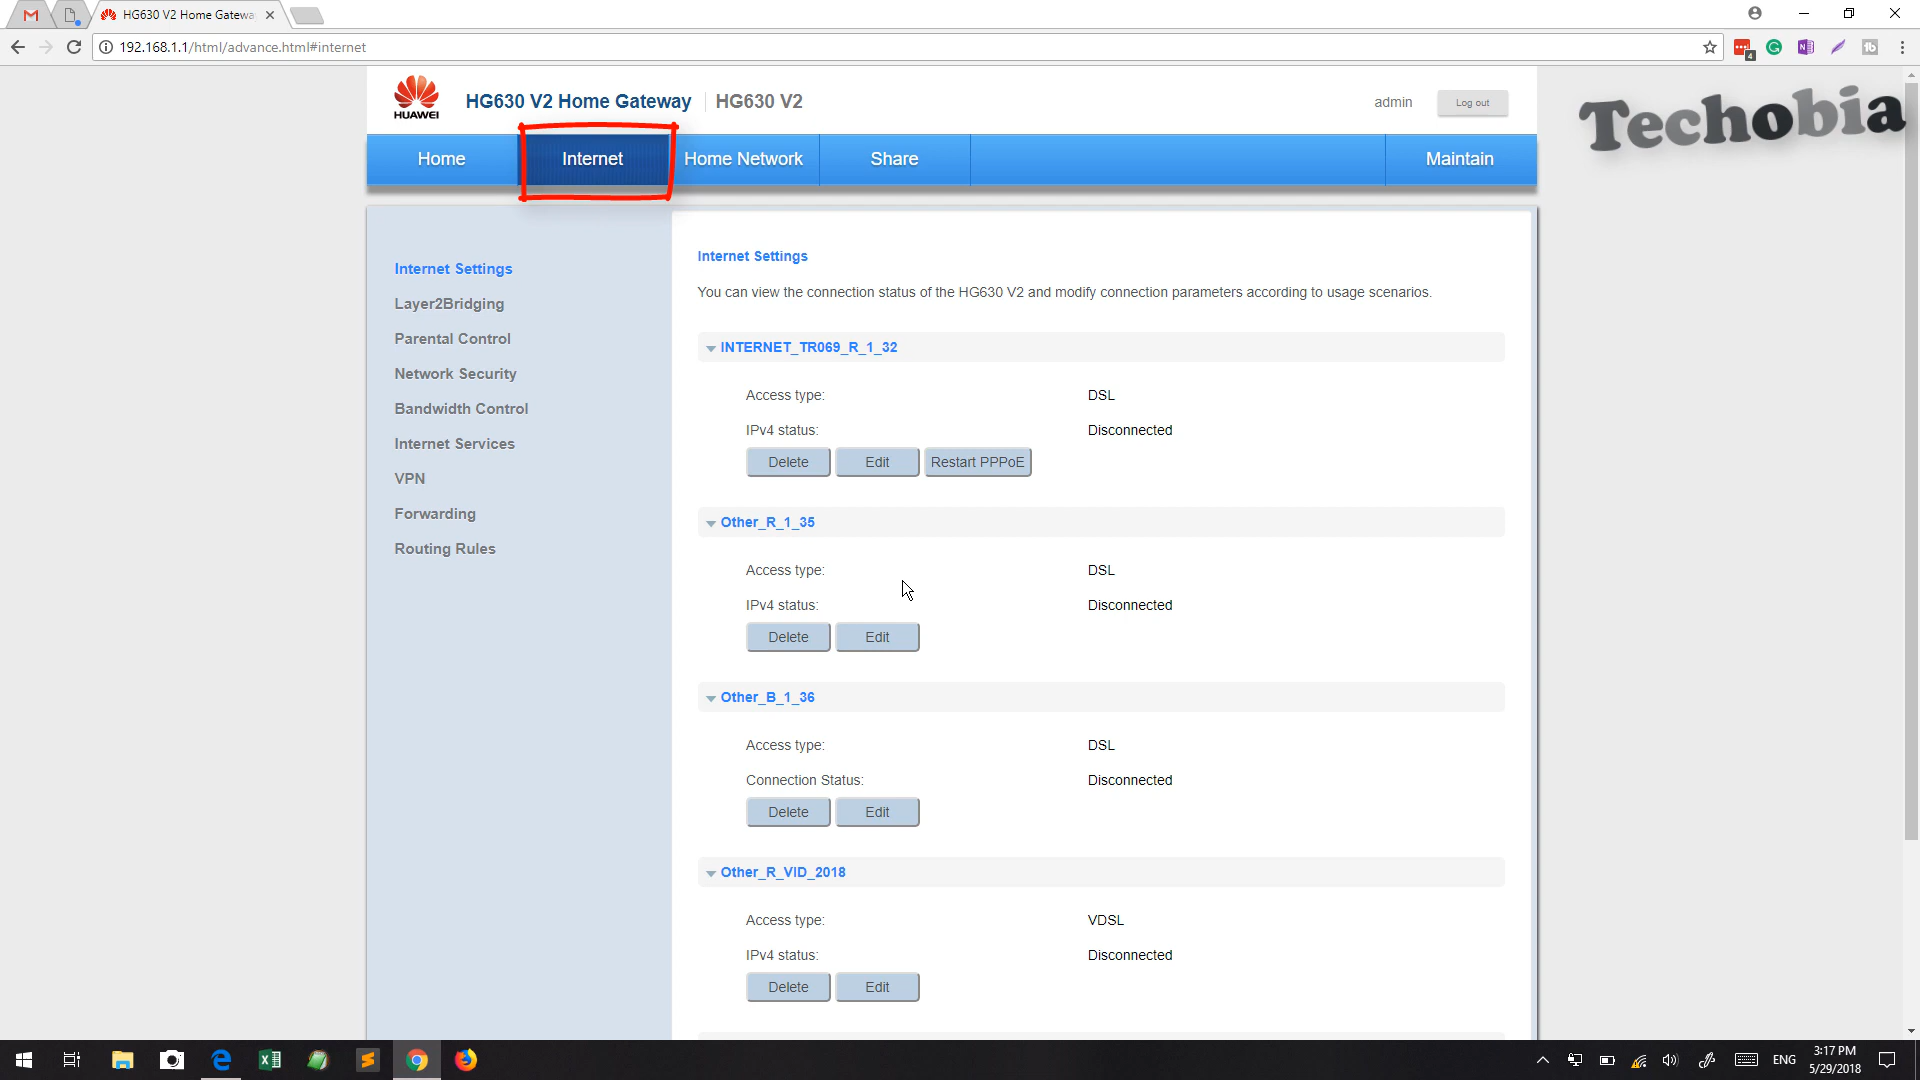 HG630 V2 Home Gatewa
192.168.1.1/html/advance.html#internet
4
HUAWEI
HG630 V2 Home Gateway
HG630 V2
admin
Log out
Techobia
Home
Internet
Home Network
Share
Maintain
Internet Settings
Layer2Bridging
Parental Control
Network Security
Bandwidth Control
Internet Services
VPN
Forwarding
Routing Rules
Internet Settings
You can view the connection status of the HG630 V2 and modify connection parameters according to usage scenarios.
INTERNET_TR069_R_1_32
Access type: DSL
IPv4 status: Disconnected
Delete Edit Restart PPPoE
Other_R_1_35
Access type: DSL
IPv4 status: Disconnected
Delete Edit
Other_B_1_36
Access type: DSL
Connection Status: Disconnected
Delete Edit
Other_R_VID_2018
Access type: VDSL
IPv4 status: Disconnected
Delete Edit
ENG
3:17 PM
5/29/2018